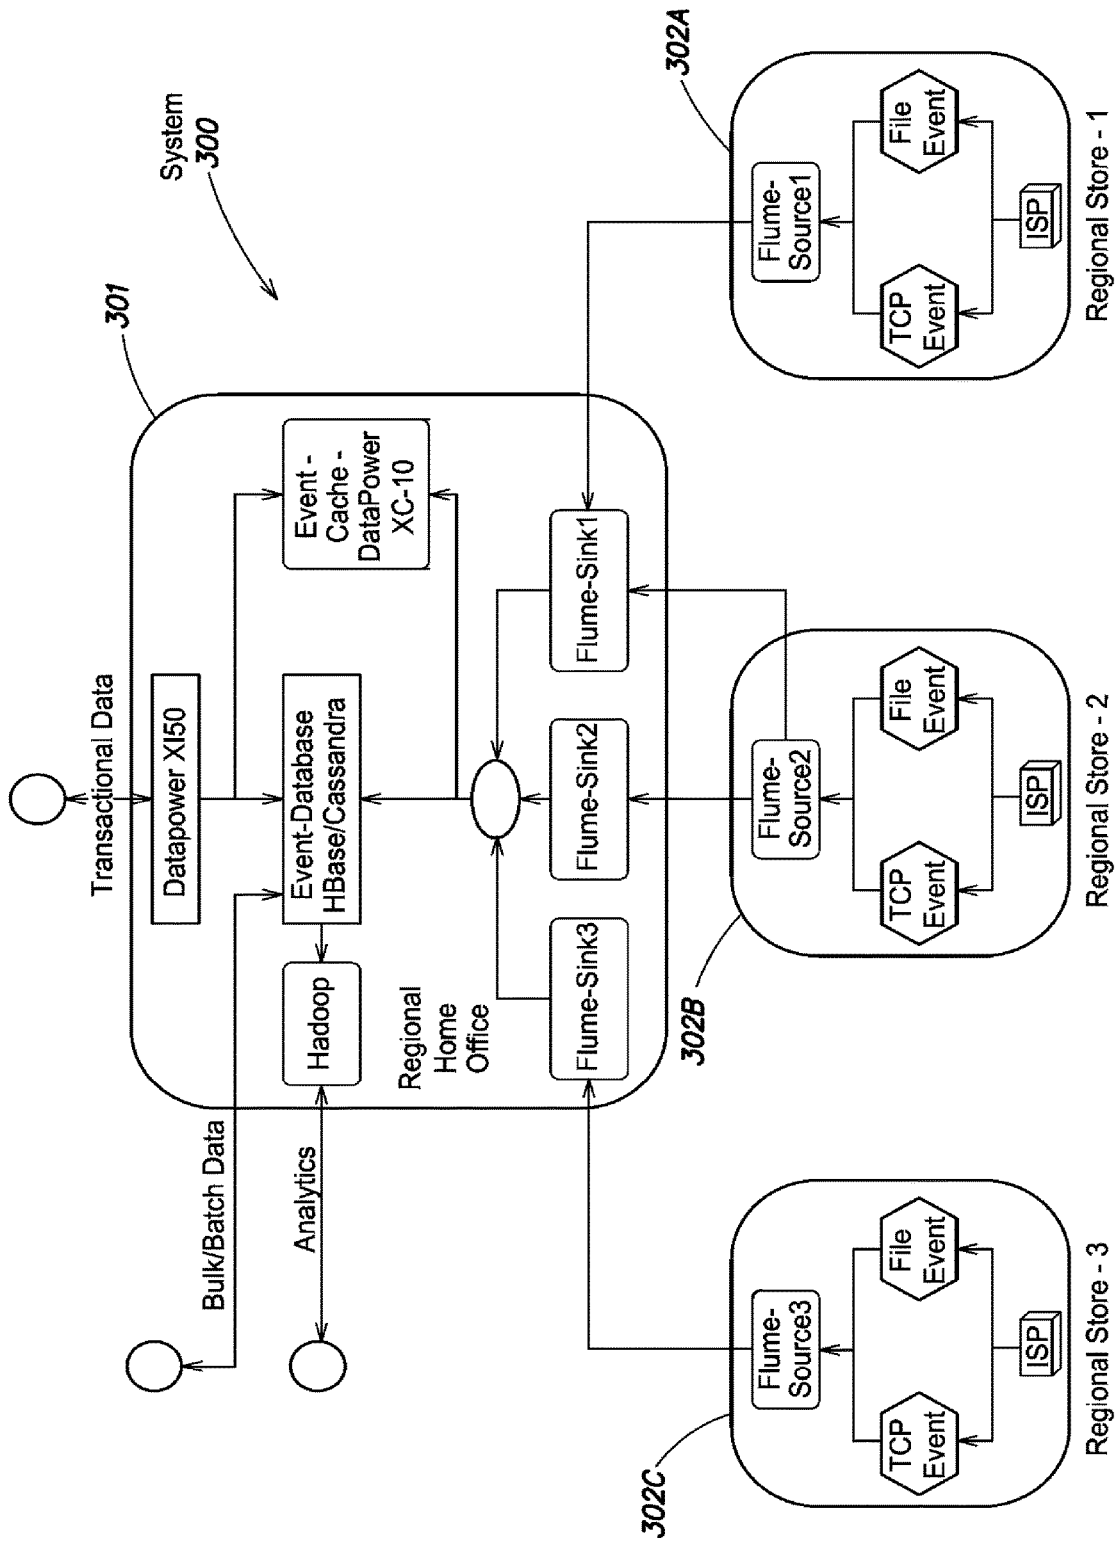 System
300
301
Transactional Data
Datapower XI50
Bulk/Batch Data
Analytics
Hadoop
Event-Database
HBase/Cassandra
Event -
Cache -
DataPower
XC-10
Regional
Home
Office
Flume-Sink3
Flume-Sink2
Flume-Sink1
302C
Flume-
Source3
TCP
Event
File
Event
ISP
Regional Store - 3
302B
Flume-
Source2
TCP
Event
File
Event
ISP
Regional Store - 2
302A
Flume-
Source1
TCP
Event
File
Event
ISP
Regional Store - 1